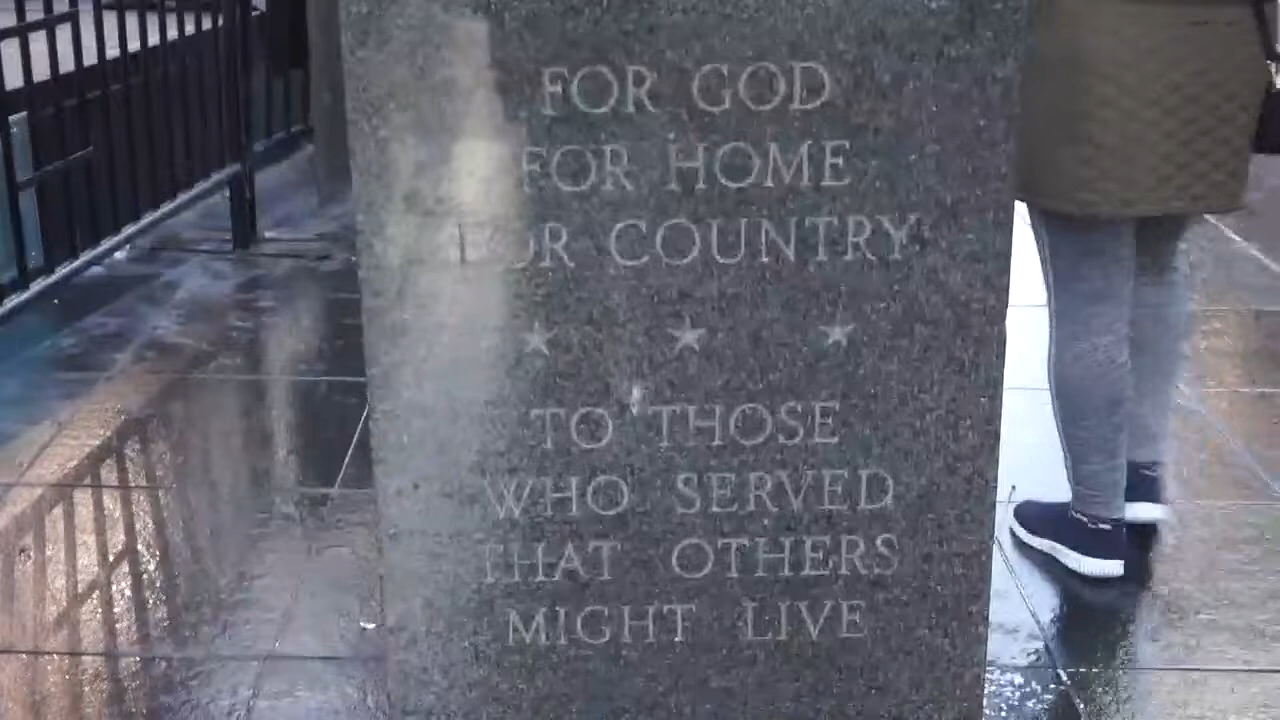 FOR GOD
FOR HOME
FOR COUNTRY
TO THOSE
WHO SERVED
THAT OTHERS
MIGHT LIVE